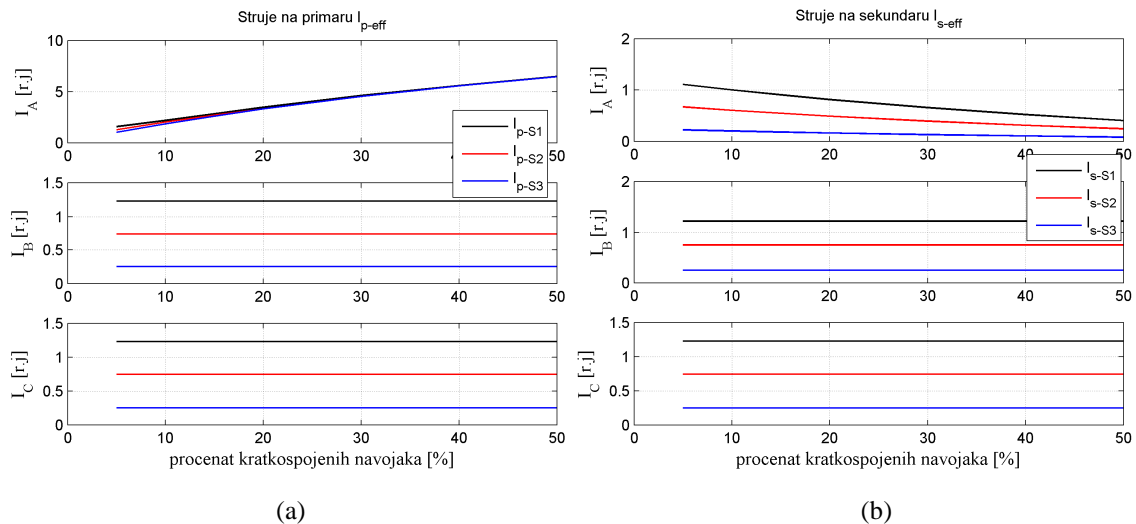 Struje na primaru I_p-eff
I_A [r.j]
10
5
0
0 10 20 30 40 50
I_p-S1
I_p-S2
I_p-S3
I_B [r.j]
1.5
1
0.5
0
0 10 20 30 40 50
I_C [r.j]
1.5
1
0.5
0
0 10 20 30 40 50
procenat kratkospojenih navojaka [%]
(a)
Struje na sekundaru I_s-eff
I_A [r.j]
2
1
0
0 10 20 30 40 50
I_s-S1
I_s-S2
I_s-S3
I_B [r.j]
2
1
0
0 10 20 30 40 50
I_C [r.j]
1.5
1
0.5
0
0 10 20 30 40 50
procenat kratkospojenih navojaka [%]
(b)